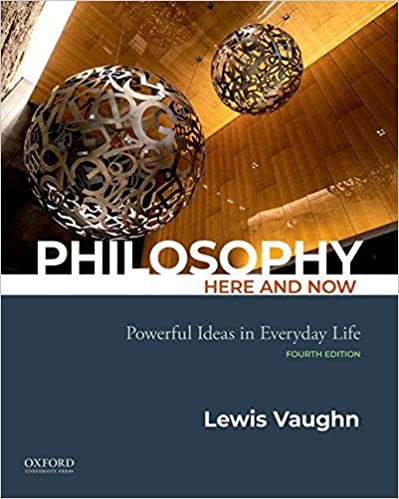 PHILOSOPHY
HERE AND NOW
Powerful Ideas in Everyday Life
FOURTH EDITION
Lewis Vaughn
OXFORD
UNIVERSITY PRESS